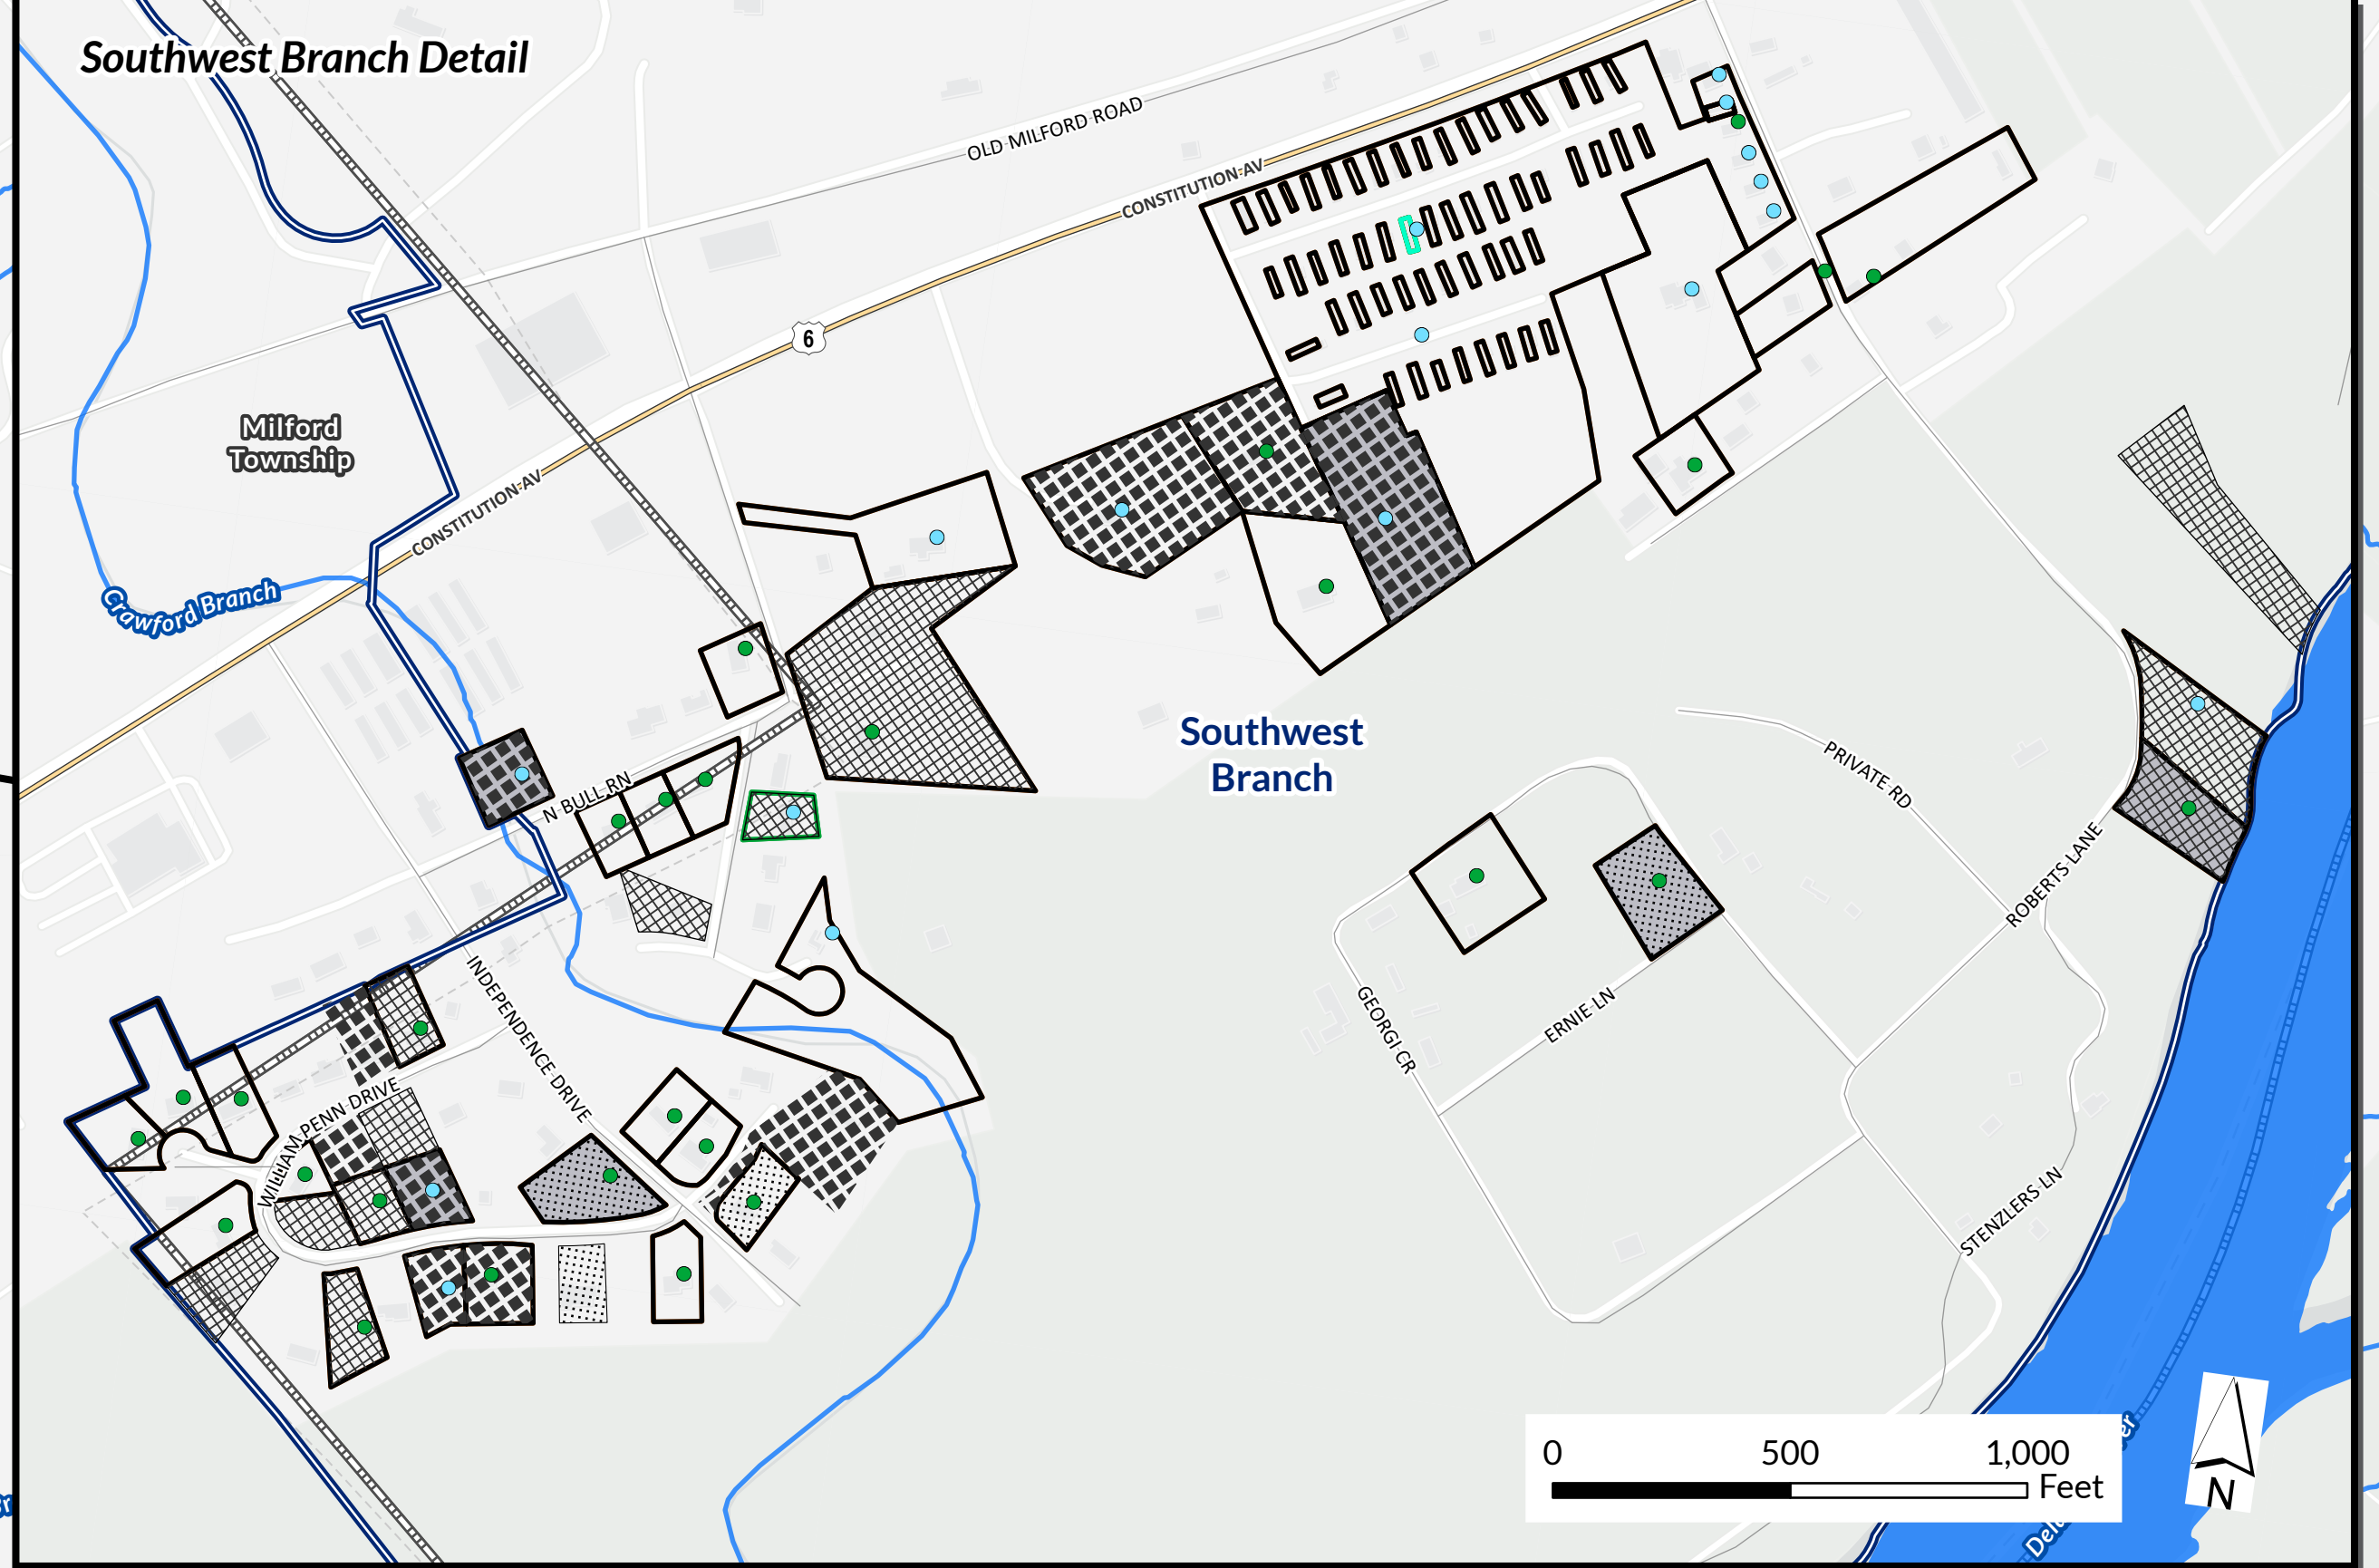 Southwest Branch Detail
OLD MILFORD ROAD
CONSTITUTION AV
6
Milford
Township
CONSTITUTION AV
Crawford Branch
Southwest
Branch
N BULL RN
PRIVATE RD
ROBERTS LANE
INDEPENDENCE DRIVE
GEORGI CR
ERNIE LN
WILLIAM PENN DRIVE
STENZLERS LN
0 500 1,000
Feet
N